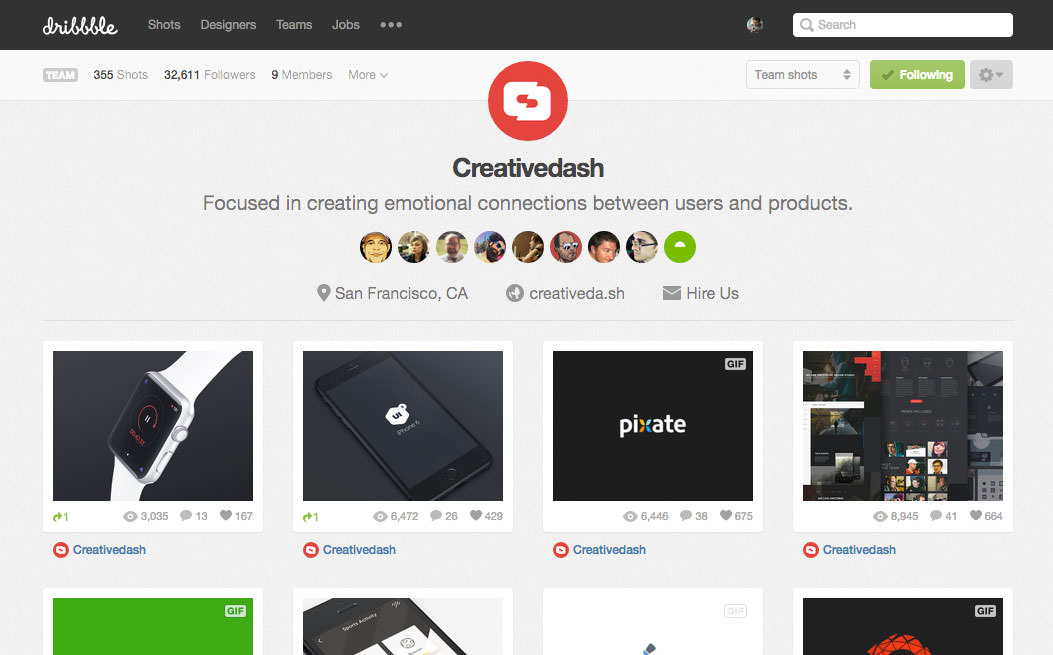 dribbble Shots Designers Teams Jobs Search
TEAM 355 Shots 32,611 Followers 9 Members More Team shots Following
Creativedash
Focused in creating emotional connections between users and products.
San Francisco, CA creativeda.sh Hire Us
GIF
pixate
iPhone 6
1 3,035 13 167
1 6,472 26 429
6,446 38 675
8,945 41 664
Creativedash Creativedash Creativedash Creativedash
GIF GIF GIF
Sports Activity